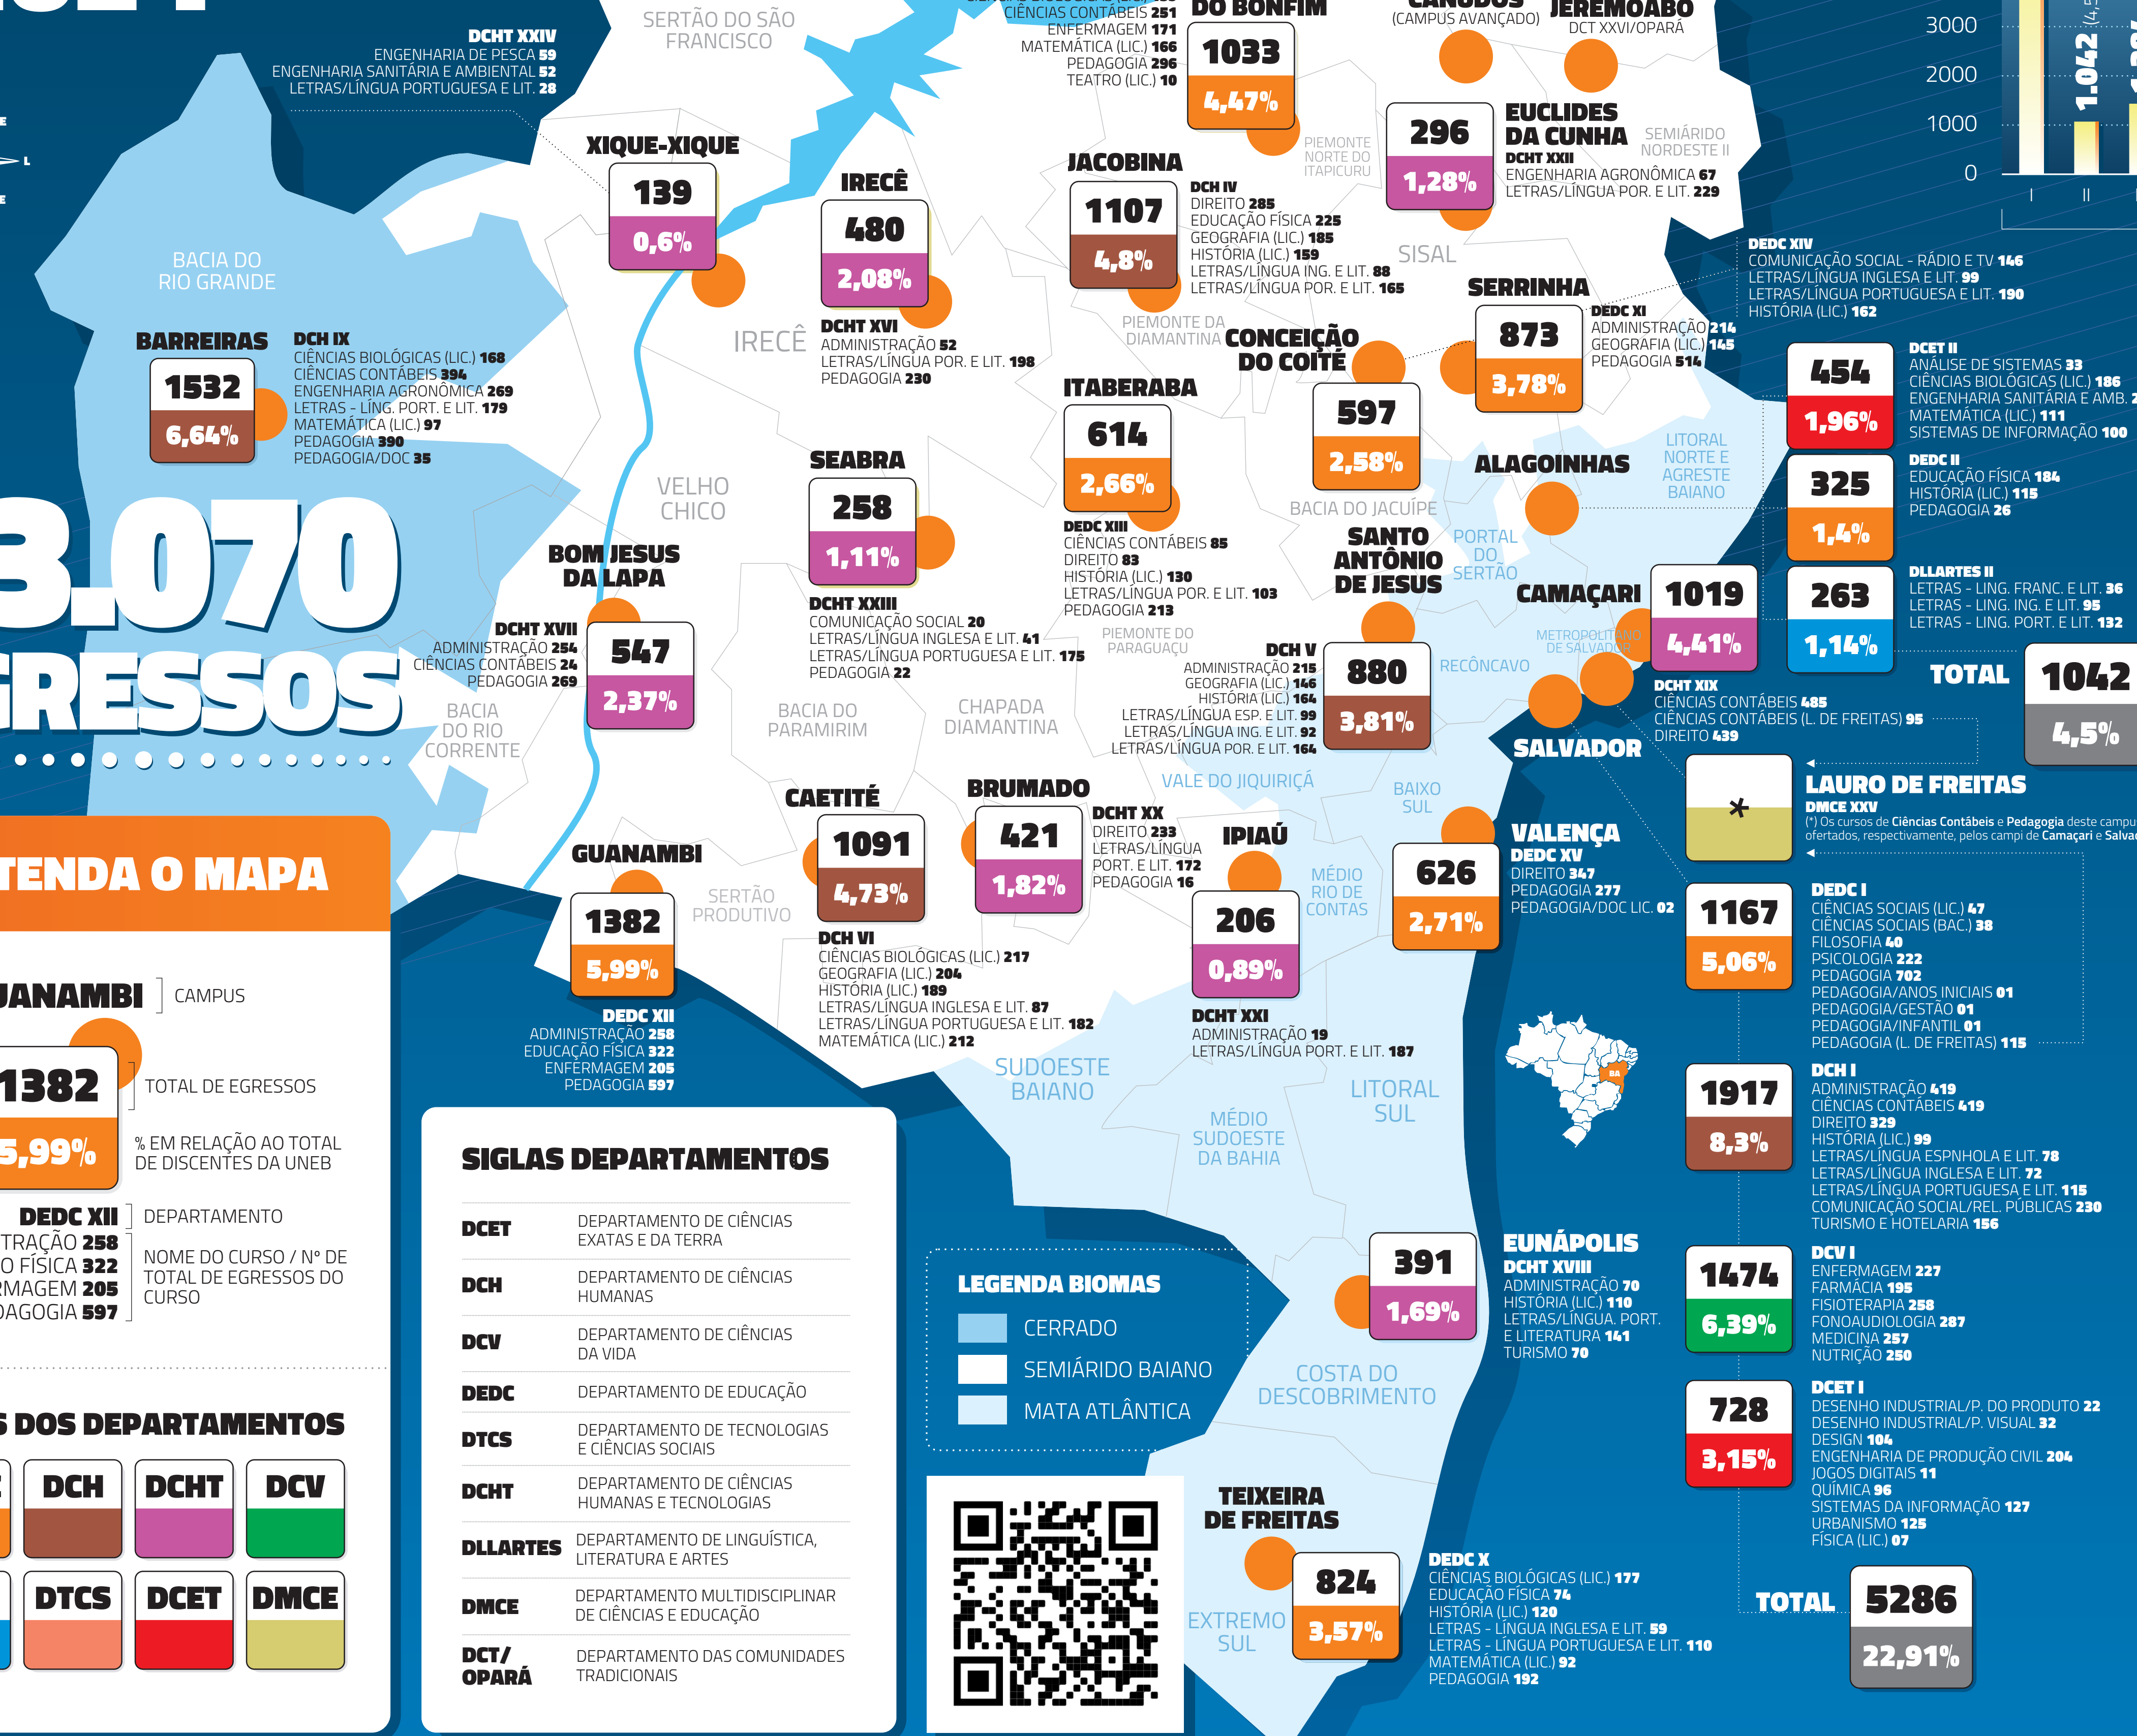 SERTÃO DO SÃO
FRANCISCO
DCHT XXIV
ENGENHARIA DE PESCA 59
ENGENHARIA SANITÁRIA E AMBIENTAL 52
LETRAS/LÍNGUA PORTUGUESA E LIT. 28
CIÊNCIAS CONTÁBEIS 251
ENFERMAGEM 171
MATEMÁTICA (LIC.) 166
PEDAGOGIA 296
TEATRO (LIC.) 10
DO BONFIM
1033
4,47%
(CAMPUS AVANÇADO)
JEREMOABO
DCT XXVI/OPARÁ
3000
2000
1000
0
1.042
I
II
L
XIQUE-XIQUE
139
0,6%
IRECÊ
480
2,08%
DCHT XVI
ADMINISTRAÇÃO 52
LETRAS/LÍNGUA POR. E LIT. 198
PEDAGOGIA 230
IRECÊ
JACOBINA
1107
4,8%
DCH IV
DIREITO 285
EDUCAÇÃO FÍSICA 225
GEOGRAFIA (LIC.) 185
HISTÓRIA (LIC.) 159
LETRAS/LÍNGUA ING. E LIT. 88
LETRAS/LÍNGUA POR. E LIT. 165
PIEMONTE
NORTE DO
ITAPICURU
PIEMONTE DA
DIAMANTINA
296
1,28%
EUCLIDES
DA CUNHA
DCHT XXII
ENGENHARIA AGRONÔMICA 67
LETRAS/LÍNGUA POR. E LIT. 229
SEMIÁRIDO
NORDESTE II
SISAL
DEDC XIV
COMUNICAÇÃO SOCIAL - RÁDIO E TV 146
LETRAS/LÍNGUA INGLESA E LIT. 99
LETRAS/LÍNGUA PORTUGUESA E LIT. 190
HISTÓRIA (LIC.) 162
BACIA DO
RIO GRANDE
BARREIRAS
1532
6,64%
DCH IX
CIÊNCIAS BIOLÓGICAS (LIC.) 168
CIÊNCIAS CONTÁBEIS 394
ENGENHARIA AGRONÔMICA 269
LETRAS - LÍNG. PORT. E LIT. 179
MATEMÁTICA (LIC.) 97
PEDAGOGIA 390
PEDAGOGIA/DOC 35
SERRINHA
873
3,78%
DEDC XI
ADMINISTRAÇÃO 214
GEOGRAFIA (LIC.) 145
PEDAGOGIA 514
CONCEIÇÃO
DO COITÉ
597
2,58%
BACIA DO JACUÍPE
ITABERABA
614
2,66%
DEDC XIII
CIÊNCIAS CONTÁBEIS 85
DIREITO 83
HISTÓRIA (LIC.) 130
LETRAS/LÍNGUA POR. E LIT. 103
PEDAGOGIA 213
PIEMONTE DO
PARAGUAÇU
454
1,96%
DCET II
ANÁLISE DE SISTEMAS 33
CIÊNCIAS BIOLÓGICAS (LIC.) 186
ENGENHARIA SANITÁRIA E AMB. 2
MATEMÁTICA (LIC.) 111
SISTEMAS DE INFORMAÇÃO 100
325
1,4%
DEDC II
EDUCAÇÃO FÍSICA 184
HISTÓRIA (LIC.) 115
PEDAGOGIA 26
263
1,14%
DLLARTES II
LETRAS - LING. FRANC. E LIT. 36
LETRAS - LING. ING. E LIT. 95
LETRAS - LING. PORT. E LIT. 132
TOTAL
1042
4,5%
ALAGOINHAS
LITORAL
NORTE E
AGRESTE
BAIANO
PORTAL
DO
SERTÃO
3.070
GRESSOS
VELHO
CHICO
SEABRA
258
1,11%
DCHT XXIII
COMUNICAÇÃO SOCIAL 20
LETRAS/LÍNGUA INGLESA E LIT. 41
LETRAS/LÍNGUA PORTUGUESA E LIT. 175
PEDAGOGIA 22
BOM JESUS
DA LAPA
DCHT XVII
ADMINISTRAÇÃO 254
CIÊNCIAS CONTÁBEIS 24
PEDAGOGIA 269
547
2,37%
BACIA
DO RIO
CORRENTE
BACIA DO
PARAMIRIM
CHAPADA
DIAMANTINA
SANTO
ANTÔNIO
DE JESUS
DCH V
ADMINISTRAÇÃO 215
GEOGRAFIA (LIC.) 146
HISTÓRIA (LIC.) 164
LETRAS/LÍNGUA ESP. E LIT. 99
LETRAS/LÍNGUA ING. E LIT. 92
LETRAS/LÍNGUA POR. E LIT. 164
880
3,81%
RECÔNCAVO
CAMAÇARI
1019
4,41%
METROPOLITANO
DE SALVADOR
DCHT XIX
CIÊNCIAS CONTÁBEIS 485
CIÊNCIAS CONTÁBEIS (L. DE FREITAS) 95
DIREITO 439
SALVADOR
*
LAURO DE FREITAS
DMCE XXV
(*) Os cursos de Ciências Contábeis e Pedagogia deste campu
ofertados, respectivamente, pelos campi de Camaçari e Salva
VALE DO JIQUIRIÇÁ
BAIXO
SUL
TENDA O MAPA
GUANAMBI
1382
5,99%
DEDC XII
ADMINISTRAÇÃO 258
EDUCAÇÃO FÍSICA 322
ENFERMAGEM 205
PEDAGOGIA 597
SERTÃO
PRODUTIVO
CAETITÉ
1091
4,73%
DCH VI
CIÊNCIAS BIOLÓGICAS (LIC.) 217
GEOGRAFIA (LIC.) 204
HISTÓRIA (LIC.) 189
LETRAS/LÍNGUA INGLESA E LIT. 87
LETRAS/LÍNGUA PORTUGUESA E LIT. 182
MATEMÁTICA (LIC.) 212
BRUMADO
421
1,82%
DCHT XX
DIREITO 233
LETRAS/LÍNGUA
PORT. E LIT. 172
PEDAGOGIA 16
IPIAÚ
206
0,89%
DCHT XXI
ADMINISTRAÇÃO 19
LETRAS/LÍNGUA PORT. E LIT. 187
MÉDIO
RIO DE
CONTAS
626
2,71%
VALENÇA
DEDC XV
DIREITO 347
PEDAGOGIA 277
PEDAGOGIA/DOC LIC. 02
1167
5,06%
DEDC I
CIÊNCIAS SOCIAIS (LIC.) 47
CIÊNCIAS SOCIAIS (BAC.) 38
FILOSOFIA 40
PSICOLOGIA 222
PEDAGOGIA 702
PEDAGOGIA/ANOS INICIAIS 01
PEDAGOGIA/GESTÃO 01
PEDAGOGIA/INFANTIL 01
PEDAGOGIA (L. DE FREITAS) 115
1917
8,3%
DCH I
ADMINISTRAÇÃO 419
CIÊNCIAS CONTÁBEIS 419
DIREITO 329
HISTÓRIA (LIC.) 99
LETRAS/LÍNGUA ESPNHOLA E LIT. 78
LETRAS/LÍNGUA INGLESA E LIT. 72
LETRAS/LÍNGUA PORTUGUESA E LIT. 115
COMUNICAÇÃO SOCIAL/REL. PÚBLICAS 230
TURISMO E HOTELARIA 156
1474
6,39%
DCV I
ENFERMAGEM 227
FARMÁCIA 195
FISIOTERAPIA 258
FONOAUDIOLOGIA 287
MEDICINA 257
NUTRIÇÃO 250
728
3,15%
DCET I
DESENHO INDUSTRIAL/P. DO PRODUTO 22
DESENHO INDUSTRIAL/P. VISUAL 32
DESIGN 104
ENGENHARIA DE PRODUÇÃO CIVIL 204
JOGOS DIGITAIS 11
QUÍMICA 96
SISTEMAS DA INFORMAÇÃO 127
URBANISMO 125
FÍSICA (LIC.) 07
TOTAL
5286
22,91%
BA
SUDOESTE
BAIANO
MÉDIO
SUDOESTE
DA BAHIA
LITORAL
SUL
391
1,69%
EUNÁPOLIS
DCHT XVIII
ADMINISTRAÇÃO 70
HISTÓRIA (LIC.) 110
LETRAS/LÍNGUA. PORT.
E LITERATURA 141
TURISMO 70
COSTA DO
DESCOBRIMENTO
TEIXEIRA
DE FREITAS
824
3,57%
DEDC X
CIÊNCIAS BIOLÓGICAS (LIC.) 177
EDUCAÇÃO FÍSICA 74
HISTÓRIA (LIC.) 120
LETRAS - LÍNGUA INGLESA E LIT. 59
LETRAS - LÍNGUA PORTUGUESA E LIT. 110
MATEMÁTICA (LIC.) 92
PEDAGOGIA 192
EXTREMO
SUL
UANAMBI
CAMPUS
1382
TOTAL DE EGRESSOS
5,99%
% EM RELAÇÃO AO TOTAL
DE DISCENTES DA UNEB
DEDC XII
DEPARTAMENTO
TRAÇÃO 258
O FÍSICA 322
RMAGEM 205
DAGOGIA 597
NOME DO CURSO / Nº DE
TOTAL DE EGRESSOS DO
CURSO
S DOS DEPARTAMENTOS
DCH
DCHT
DCV
DTCS
DCET
DMCE
SIGLAS DEPARTAMENTOS
DCET DEPARTAMENTO DE CIÊNCIAS
EXATAS E DA TERRA
DCH DEPARTAMENTO DE CIÊNCIAS
HUMANAS
DCV DEPARTAMENTO DE CIÊNCIAS
DA VIDA
DEDC DEPARTAMENTO DE EDUCAÇÃO
DTCS DEPARTAMENTO DE TECNOLOGIAS
E CIÊNCIAS SOCIAIS
DCHT DEPARTAMENTO DE CIÊNCIAS
HUMANAS E TECNOLOGIAS
DLLARTES DEPARTAMENTO DE LINGUÍSTICA,
LITERATURA E ARTES
DMCE DEPARTAMENTO MULTIDISCIPLINAR
DE CIÊNCIAS E EDUCAÇÃO
DCT/
OPARÁ
DEPARTAMENTO DAS COMUNIDADES
TRADICIONAIS
LEGENDA BIOMAS
CERRADO
SEMIÁRIDO BAIANO
MATA ATLÂNTICA